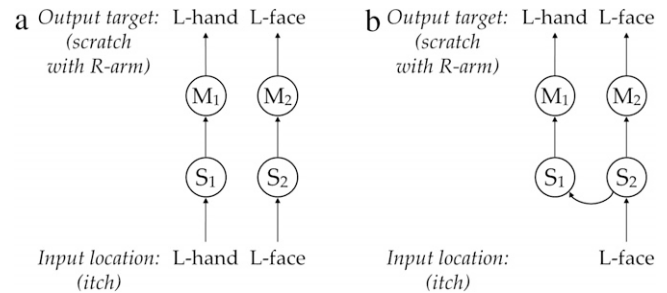 a Output target: L-hand L-face
(scratch
with R-arm)
M1 M2
S1 S2
Input location: L-hand L-face
(itch)
b Output target: L-hand L-face
(scratch
with R-arm)
M1 M2
S1 S2
Input location: L-face
(itch)